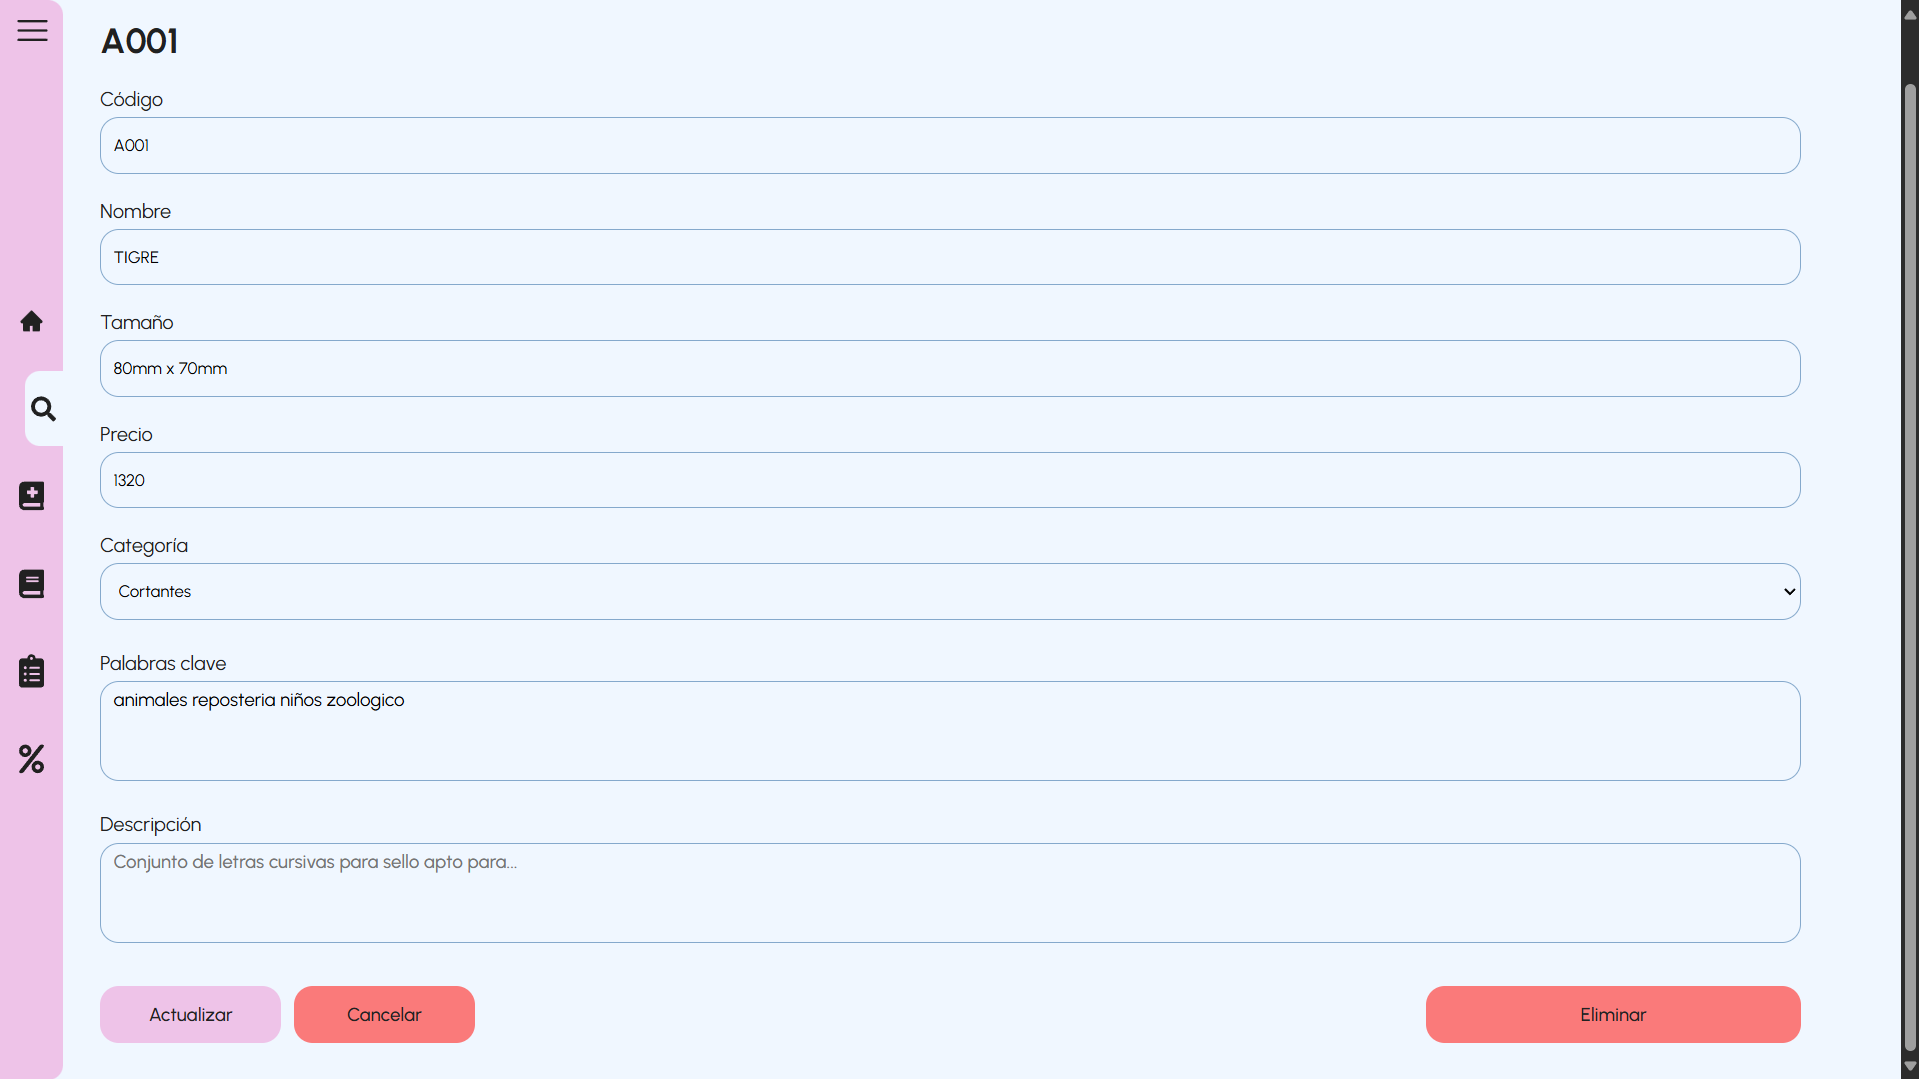 A001
Código
A001
Nombre
TIGRE
Tamaño
80mm x 70mm
Precio
1320
Categoría
Cortantes
Palabras clave
animales reposteria niños zoologico
Descripción
Conjunto de letras cursivas para sello apto para...
Actualizar
Cancelar
Eliminar